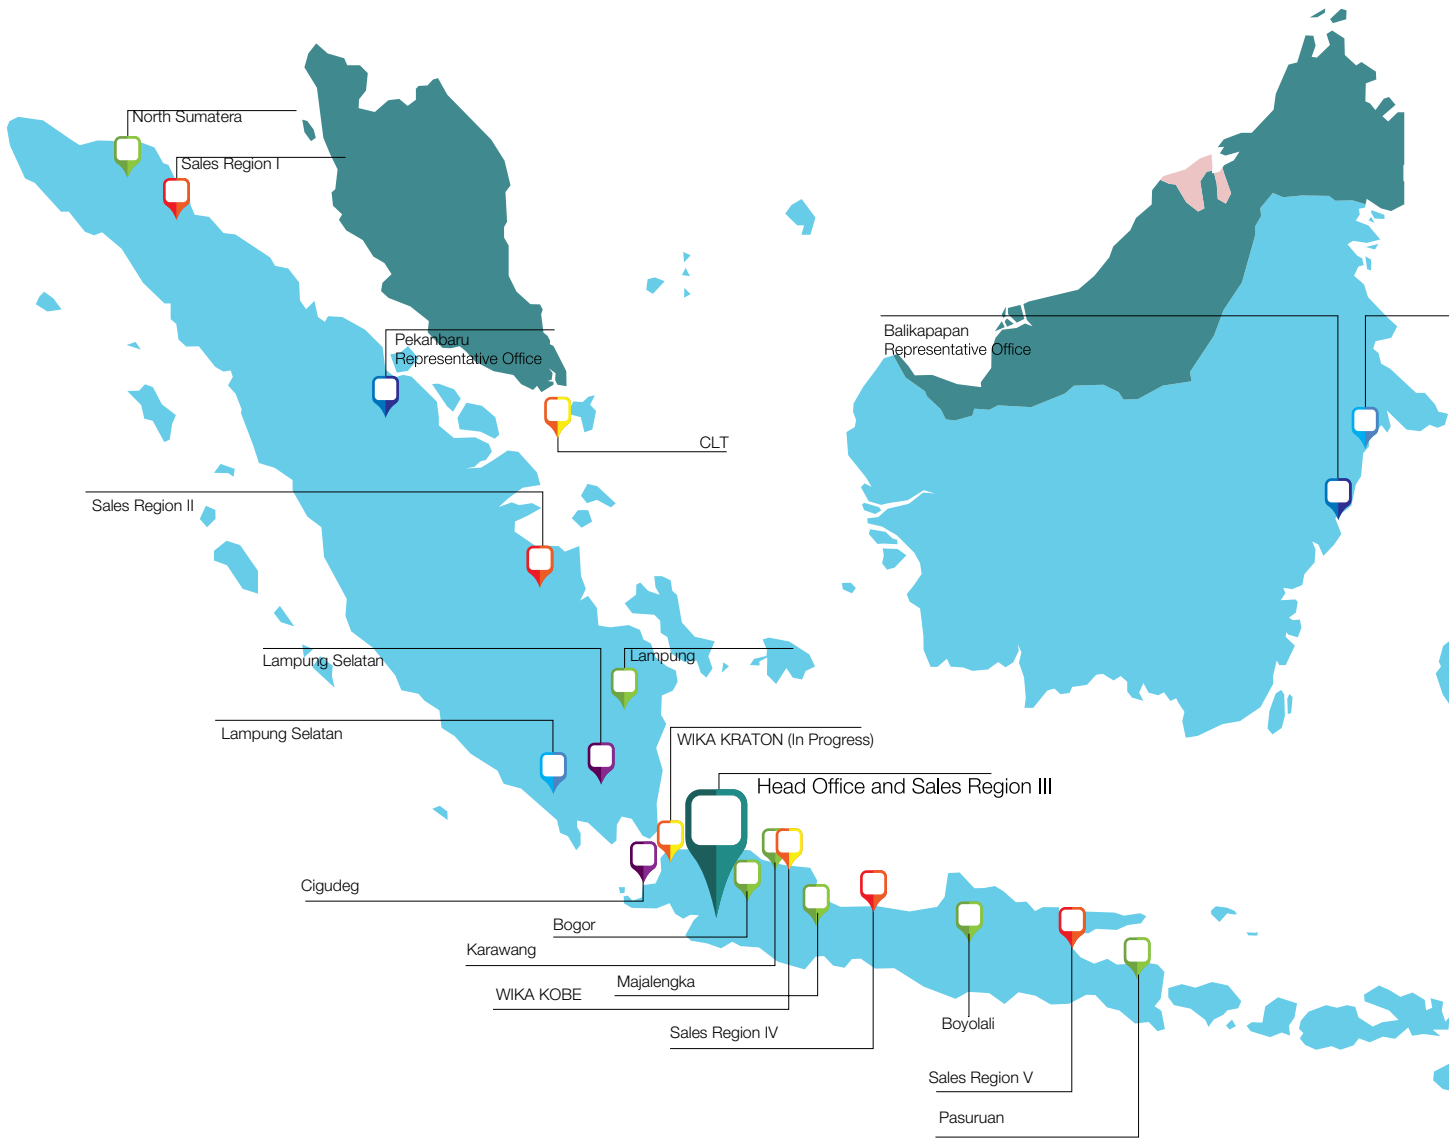 North Sumatera
Sales Region I
Pekanbaru
Representative Office
Balikapapan
Representative Office
CLT
Sales Region II
Lampung Selatan
Lampung
Lampung Selatan
WIKA KRATON (In Progress)
Head Office and Sales Region III
Cigudeg
Bogor
Karawang
Majalengka
WIKA KOBE
Sales Region IV
Boyolali
Sales Region V
Pasuruan